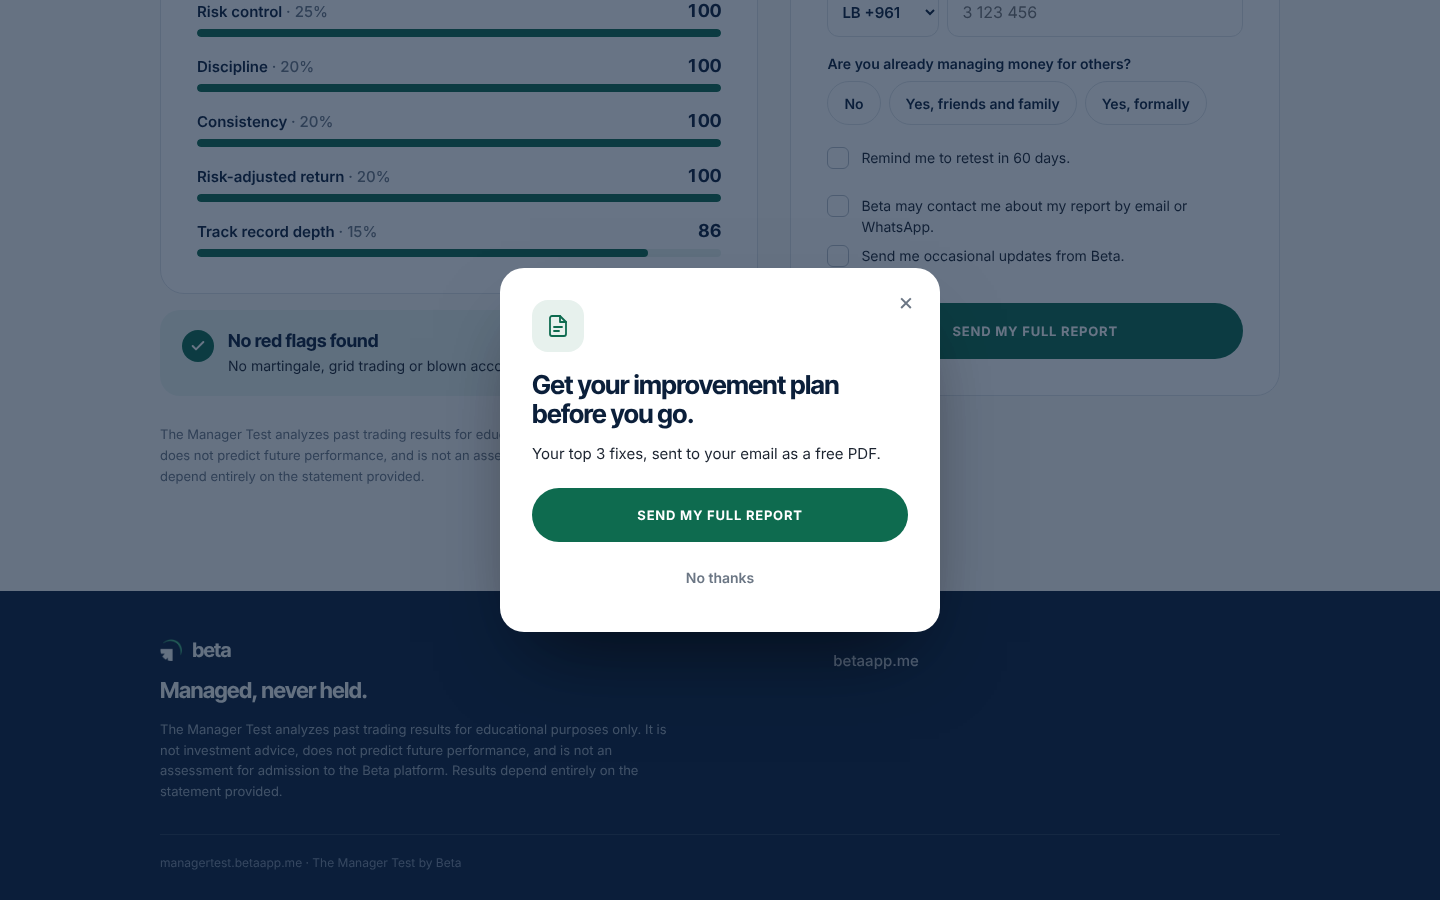 Risk control · 25% 100
Discipline · 20% 100
Consistency · 20% 100
Risk-adjusted return · 20% 100
Track record depth · 15% 86
No red flags found
No martingale, grid trading or blown acco
The Manager Test analyzes past trading results for edu
does not predict future performance, and is not an asse
depend entirely on the statement provided.
LB +961 3 123 456
Are you already managing money for others?
No Yes, friends and family Yes, formally
Remind me to retest in 60 days.
Beta may contact me about my report by email or
WhatsApp.
Send me occasional updates from Beta.
SEND MY FULL REPORT
Get your improvement plan
before you go.
Your top 3 fixes, sent to your email as a free PDF.
SEND MY FULL REPORT
No thanks
beta
Managed, never held.
The Manager Test analyzes past trading results for educational purposes only. It is
not investment advice, does not predict future performance, and is not an
assessment for admission to the Beta platform. Results depend entirely on the
statement provided.
betaapp.me
managertest.betaapp.me · The Manager Test by Beta